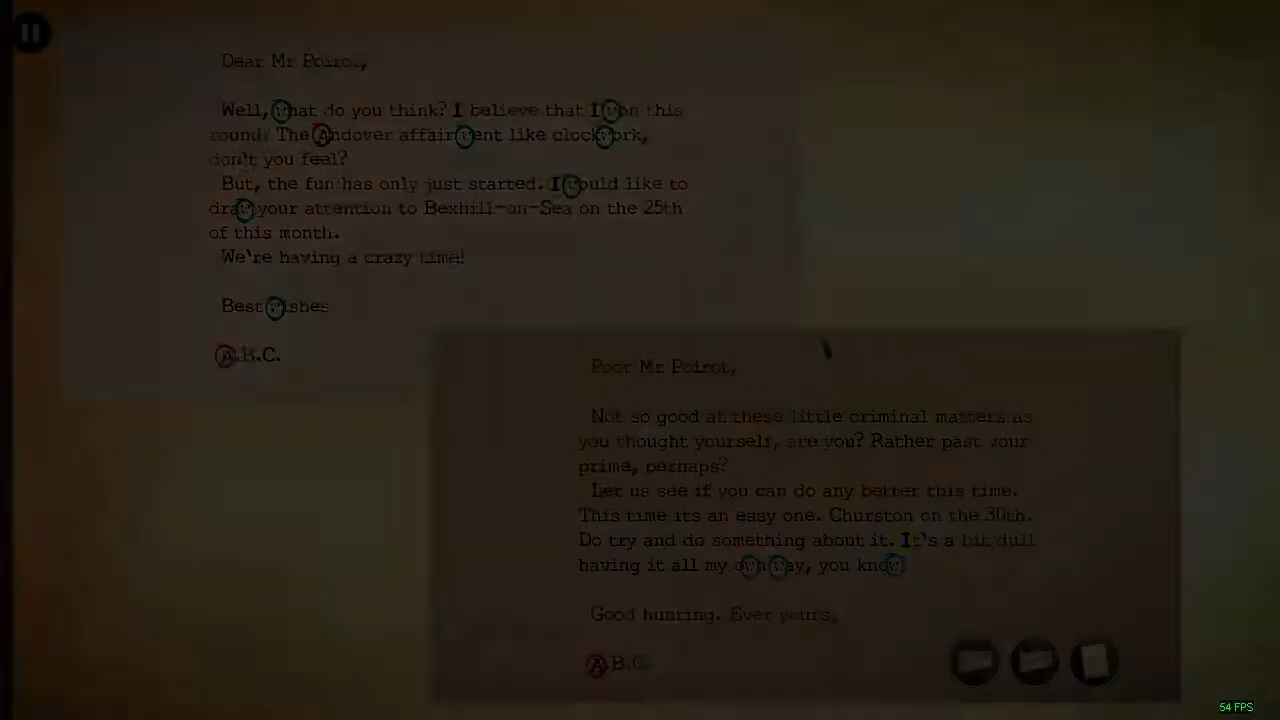 Dear Mr Poirot,
Well, what do you think? I believe that I won this
round. The Andover affair went like clockwork,
don't you feel?
But, the fun has only just started. I would like to
draw your attention to Bexhill-on-Sea on the 25th
of this month.
We're having a crazy time!
Best wishes
A.B.C.
Poor Mr Poirot,
Not so good at these little criminal matters as
you thought yourself, are you? Rather past your
prime, perhaps?
Let us see if you can do any better this time.
This time its an easy one. Churston on the 30th.
Do try and do something about it. It's a bit dull
having it all my own way, you know!
Good hunting. Ever yours,
A.B.C.
54 FPS